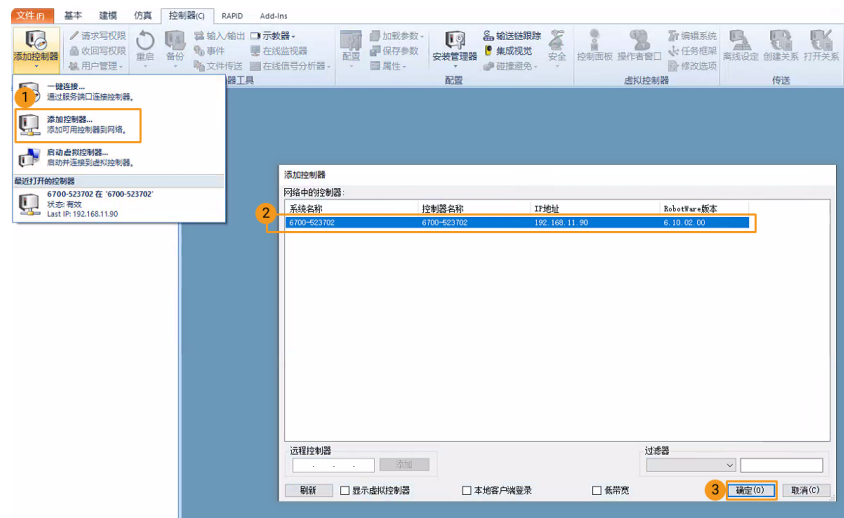 文件(F) 基本 建模 仿真 控制器(C) RAPID Add-Ins
添加控制器
请求写权限
收回写权限
用户管理
重启
备份
输入/输出
事件
文件传送
示教器
在线监视器
在线信号分析器
器工具
配置
加载参数
保存参数
属性
安装管理器
输送链跟踪
集成视觉
碰撞避免
安全
配置
控制面板
操作者窗口
编辑系统
任务框架
修改选项
虚拟控制器
离线设定
创建关系
打开关系
传送
1
一键连接...
通过服务端口连接控制器。
添加控制器...
添加可用控制器到网络。
启动虚拟控制器...
启动并连接到虚拟控制器。
最近打开的控制器
6700-523702 在 '6700-523702'
状态: 有效
Last IP: 192.168.11.90
添加控制器
网络中的控制器:
系统名称 控制器名称 IP地址 RobotWare版本
2
6700-523702 6700-523702 192.168.11.90 6.10.02.00
远程控制器
. . . 添加
过滤器
刷新 显示虚拟控制器 本地客户端登录 低带宽
3
确定(O) 取消(C)